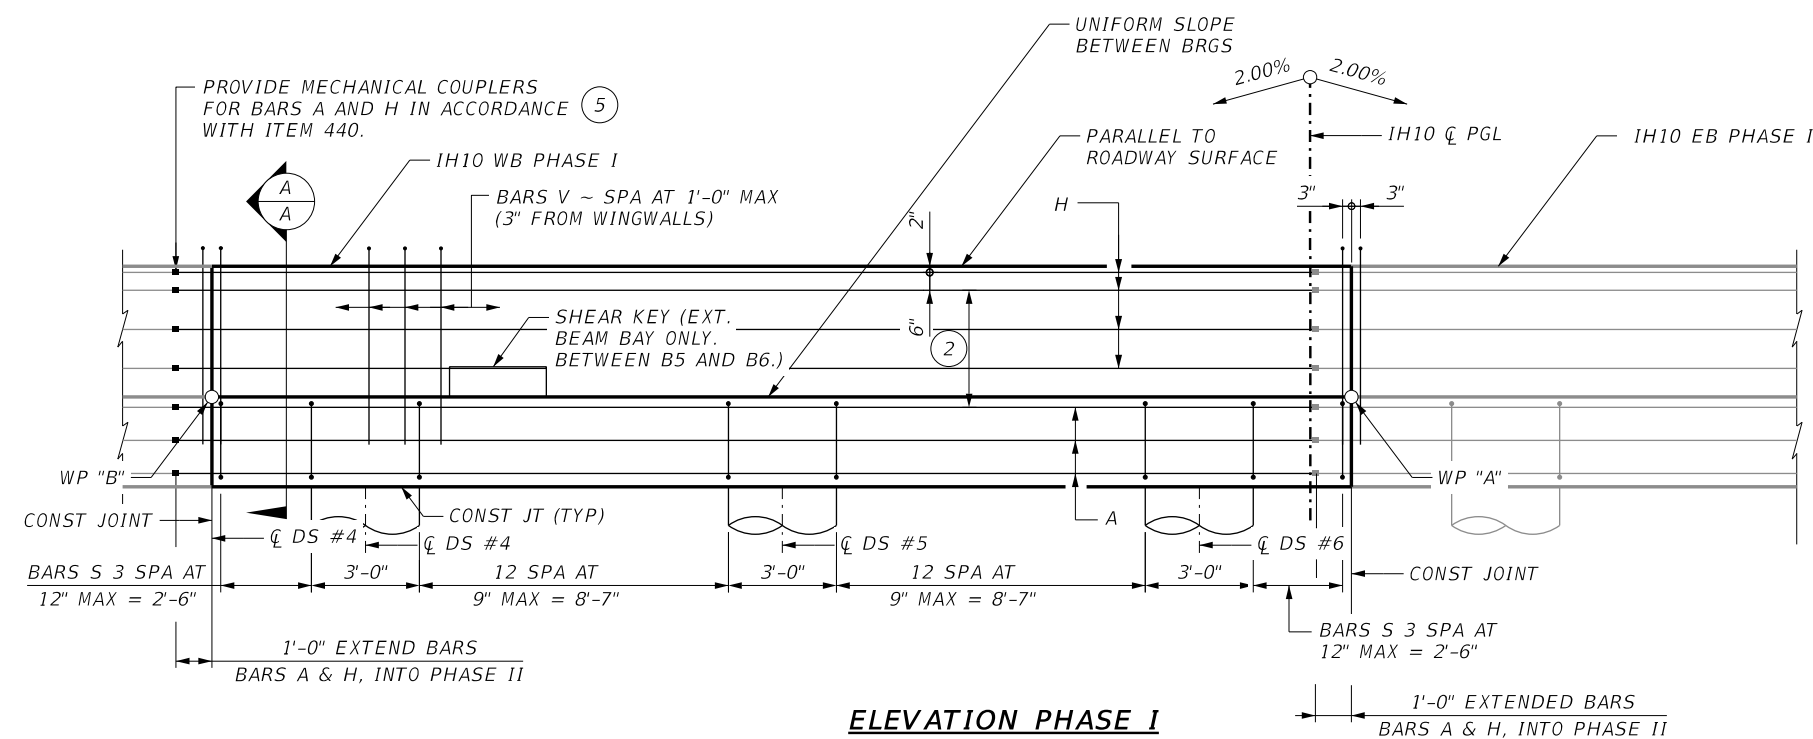 UNIFORM SLOPE
BETWEEN BRGS
2.00%
2.00%
PROVIDE MECHANICAL COUPLERS
FOR BARS A AND H IN ACCORDANCE
WITH ITEM 440.
5
IH10 ℄ PGL
IH10 EB PHASE I
PARALLEL TO
ROADWAY SURFACE
IH10 WB PHASE I
A
A
BARS V ~ SPA AT 1'-0" MAX
(3" FROM WINGWALLS)
2"
H
3"
3"
SHEAR KEY (EXT.
BEAM BAY ONLY.
BETWEEN B5 AND B6.)
6"
2
WP "B"
WP "A"
CONST JOINT
CONST JT (TYP)
A
℄ DS #4
℄ DS #4
℄ DS #5
℄ DS #6
BARS S 3 SPA AT
12" MAX = 2'-6"
3'-0"
12 SPA AT
9" MAX = 8'-7"
3'-0"
12 SPA AT
9" MAX = 8'-7"
3'-0"
CONST JOINT
BARS S 3 SPA AT
12" MAX = 2'-6"
1'-0" EXTEND BARS
BARS A & H, INTO PHASE II
1'-0" EXTENDED BARS
BARS A & H, INTO PHASE II
ELEVATION PHASE I